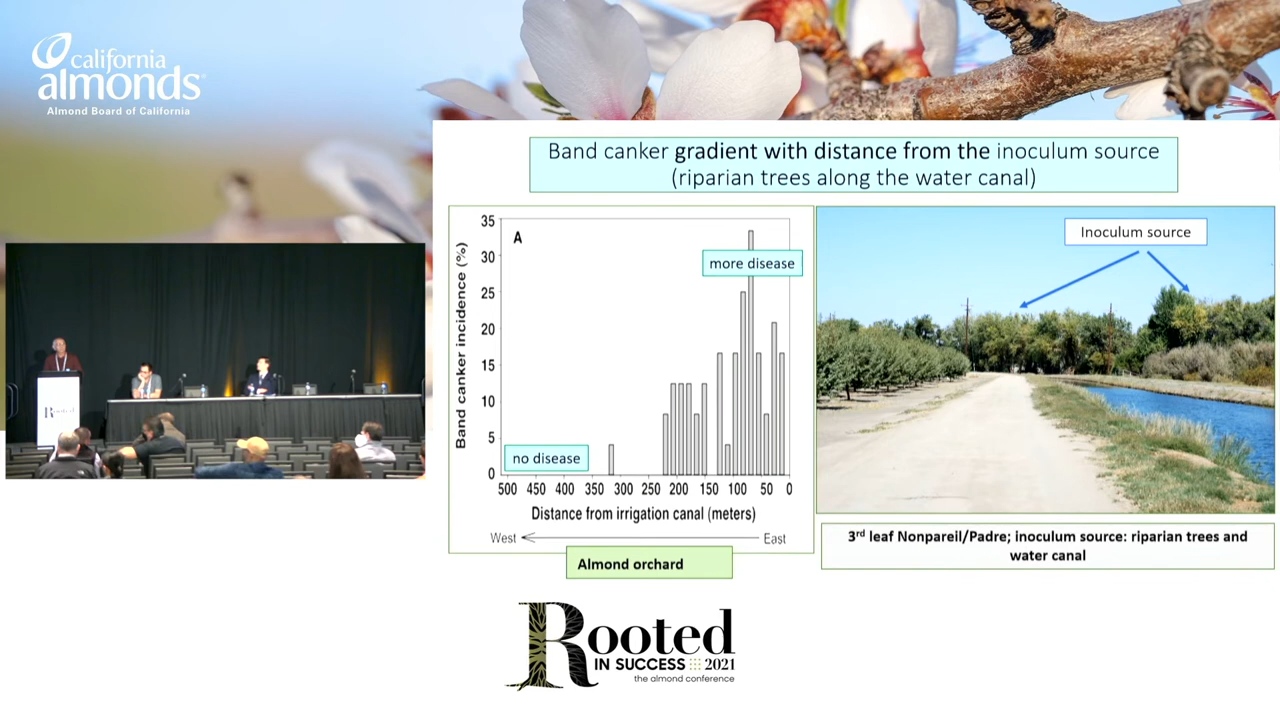 california
almonds
Almond Board of California
Band canker gradient with distance from the inoculum source
(riparian trees along the water canal)
A
Band canker incidence (%)
35
30
25
20
15
10
5
0
more disease
no disease
500 450 400 350 300 250 200 150 100 50 0
Distance from irrigation canal (meters)
West East
Almond orchard
Inoculum source
3rd leaf Nonpareil/Padre; inoculum source: riparian trees and
water canal
Rooted
Rooted
IN SUCCESS 2021
the almond conference